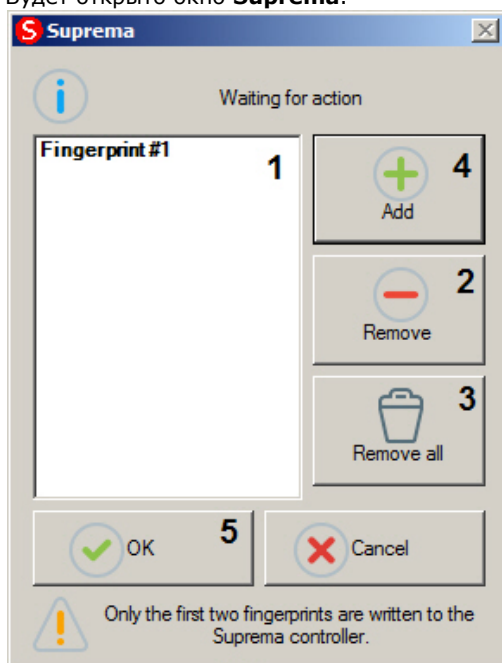 Будет открыто окно Suprema.
Suprema
Waiting for action
Fingerprint #1
1
4
Add
2
Remove
3
Remove all
OK
5
Cancel
Only the first two fingerprints are written to the
Suprema controller.